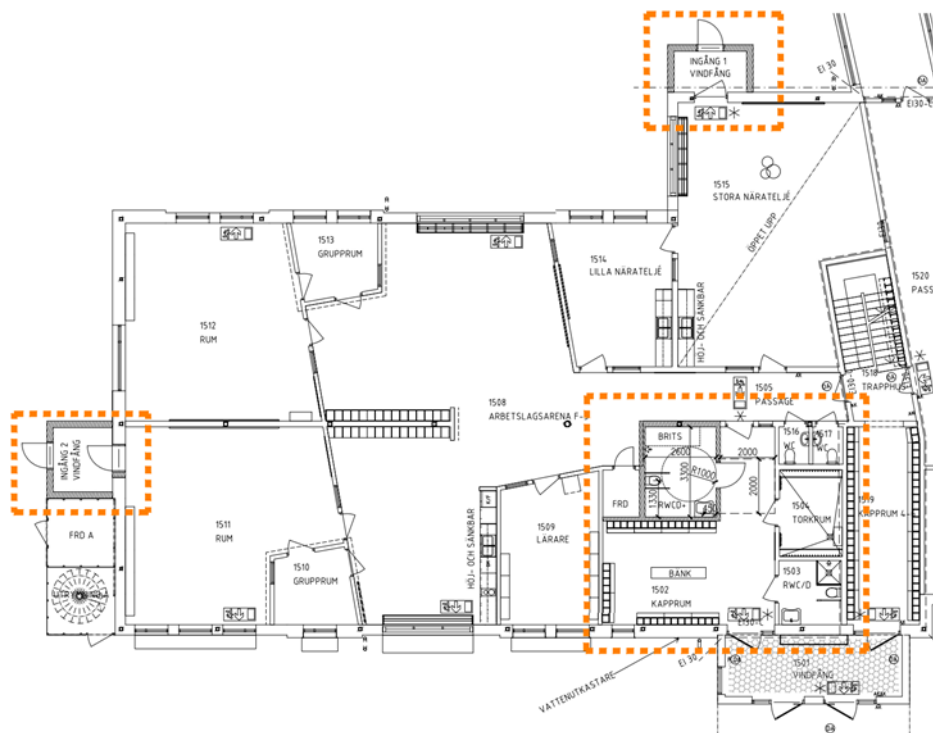 INGÅNG 1
VINDFÅNG
EI 30
1515
STORA NÄRATELJÉ
ÖPPET UPP
1513
GRUPPRUM
1514
LILLA NÄRATELJÉ
1520
PASS
HÖJ- OCH SÄNKBAR
1512
RUM
1518
TRAPPHUS
1505
PASSAGE
1508
ARBETSLAGSARENA F-
INGÅNG 2
VINDFÅNG
BRITS
2600
2000
1516
WC
1517
WC
3300
R1000
1330
RWCD+
2000
FRD
1504
TORKRUM
1519
KAPPRUM 4-
FRD A
1511
RUM
1509
LÄRARE
HÖJ- OCH SÄNKBAR
1510
GRUPPRUM
BÄNK
1502
KAPPRUM
1503
RWC/D
EI30-C
EI 30
VATTENUTKASTARE
1501
VINDFÅNG